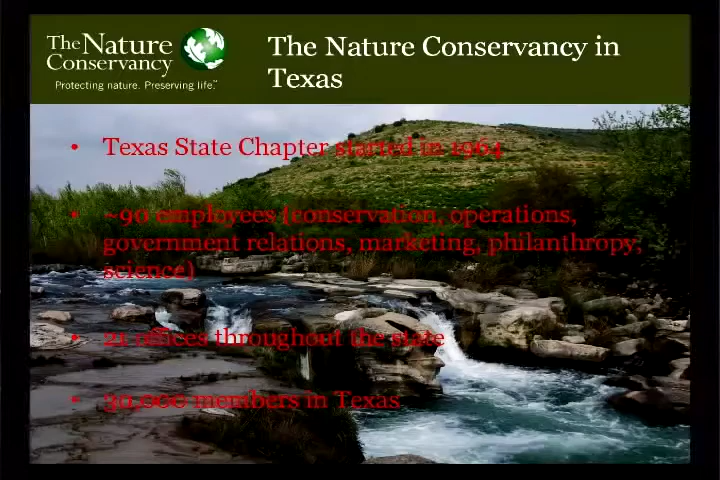 The Nature
Conservancy
Protecting nature. Preserving life.™
The Nature Conservancy in
Texas
• Texas State Chapter started in 1964
• ~90 employees (conservation, operations,
government relations, marketing, philanthropy,
science)
• 21 offices throughout the state
• 30,000 members in Texas